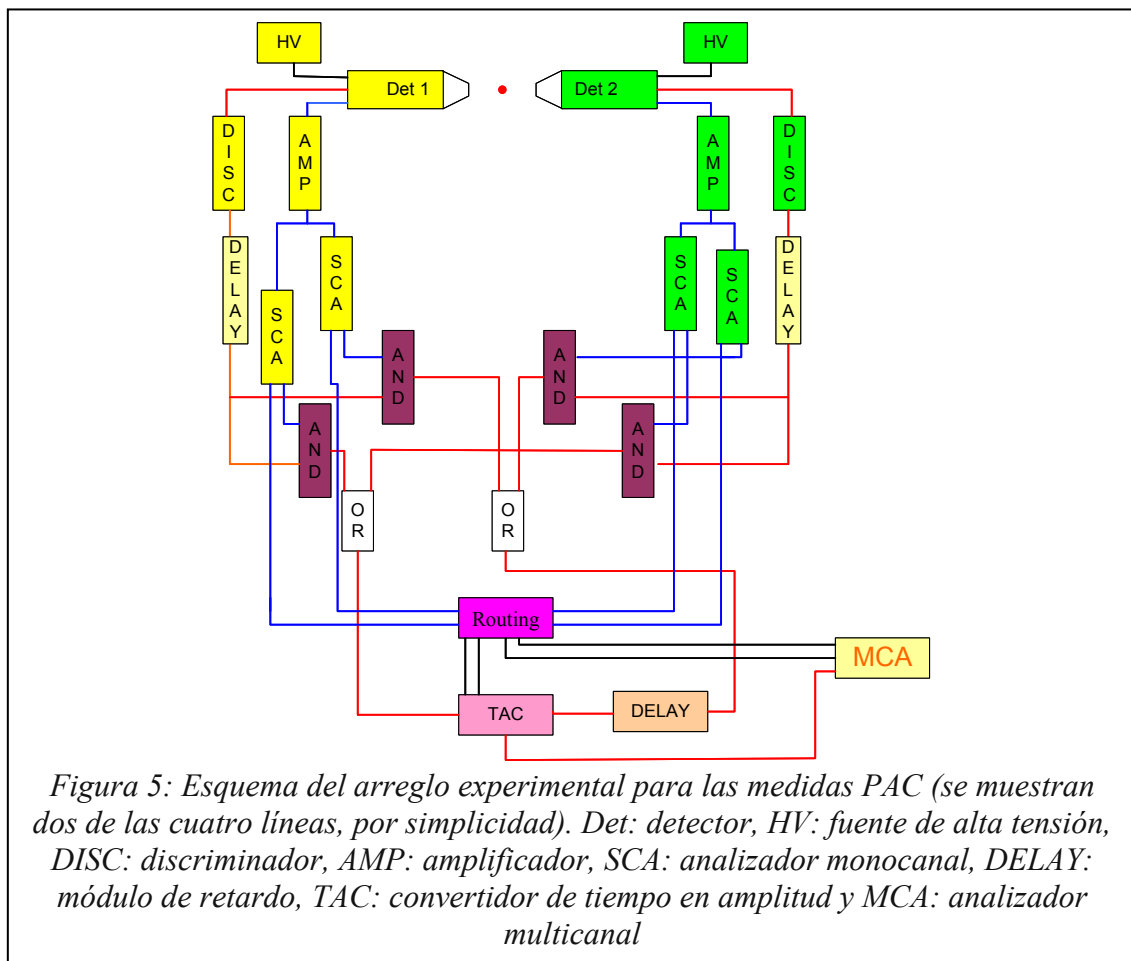 HV
HV
Det 1
Det 2
DISC
AMP
AMP
DISC
DELAY
SCA
SCA
SCA
SCA
DELAY
AND
AND
AND
AND
OR
OR
Routing
MCA
TAC
DELAY
Figura 5: Esquema del arreglo experimental para las medidas PAC (se muestran
dos de las cuatro líneas, por simplicidad). Det: detector, HV: fuente de alta tensión,
DISC: discriminador, AMP: amplificador, SCA: analizador monocanal, DELAY:
módulo de retardo, TAC: convertidor de tiempo en amplitud y MCA: analizador
multicanal